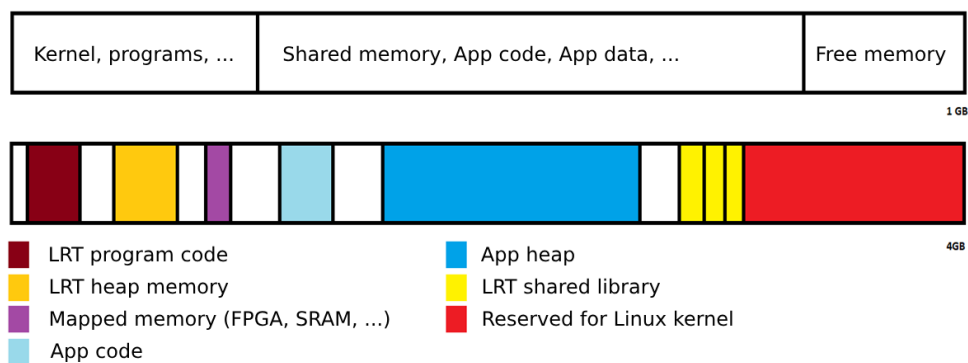 Kernel, programs, ...
Shared memory, App code, App data, ...
Free memory
1 GB
4GB
LRT program code
LRT heap memory
Mapped memory (FPGA, SRAM, ...)
App code
App heap
LRT shared library
Reserved for Linux kernel